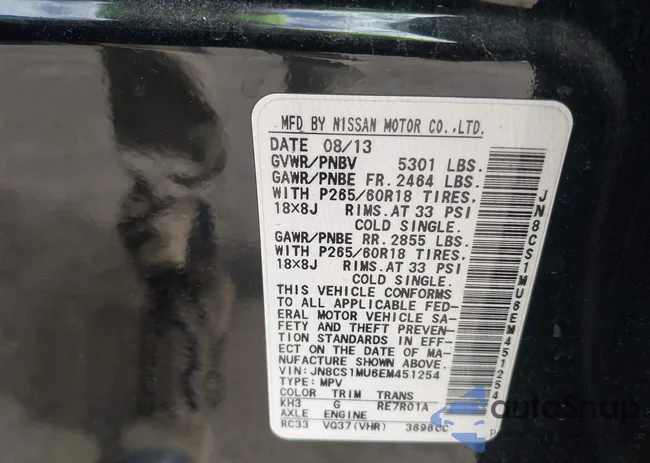 MFD BY NISSAN MOTOR CO.,LTD.
DATE 08/13
GVWR/PNBV 5301 LBS.
GAWR/PNBE FR. 2464 LBS.
WITH P265/60R18 TIRES,
18X8J RIMS. AT 33 PSI
COLD SINGLE.
GAWR/PNBE RR. 2855 LBS.
WITH P265/60R18 TIRES,
18X8J RIMS. AT 33 PSI
COLD SINGLE.
THIS VEHICLE CONFORMS
TO ALL APPLICABLE FED-
ERAL MOTOR VEHICLE SA-
FETY AND THEFT PREVEN-
TION STANDARDS IN EFF-
ECT ON THE DATE OF MA-
NUFACTURE SHOWN ABOVE.
VIN: JN8CS1MU6EM451254
TYPE: MPV
COLOR TRIM TRANS
KH3 G RE7R01A
AXLE ENGINE
RC33 VQ37(VHR) 3696CC
JN8CS1MU6EM451254
autoSnap